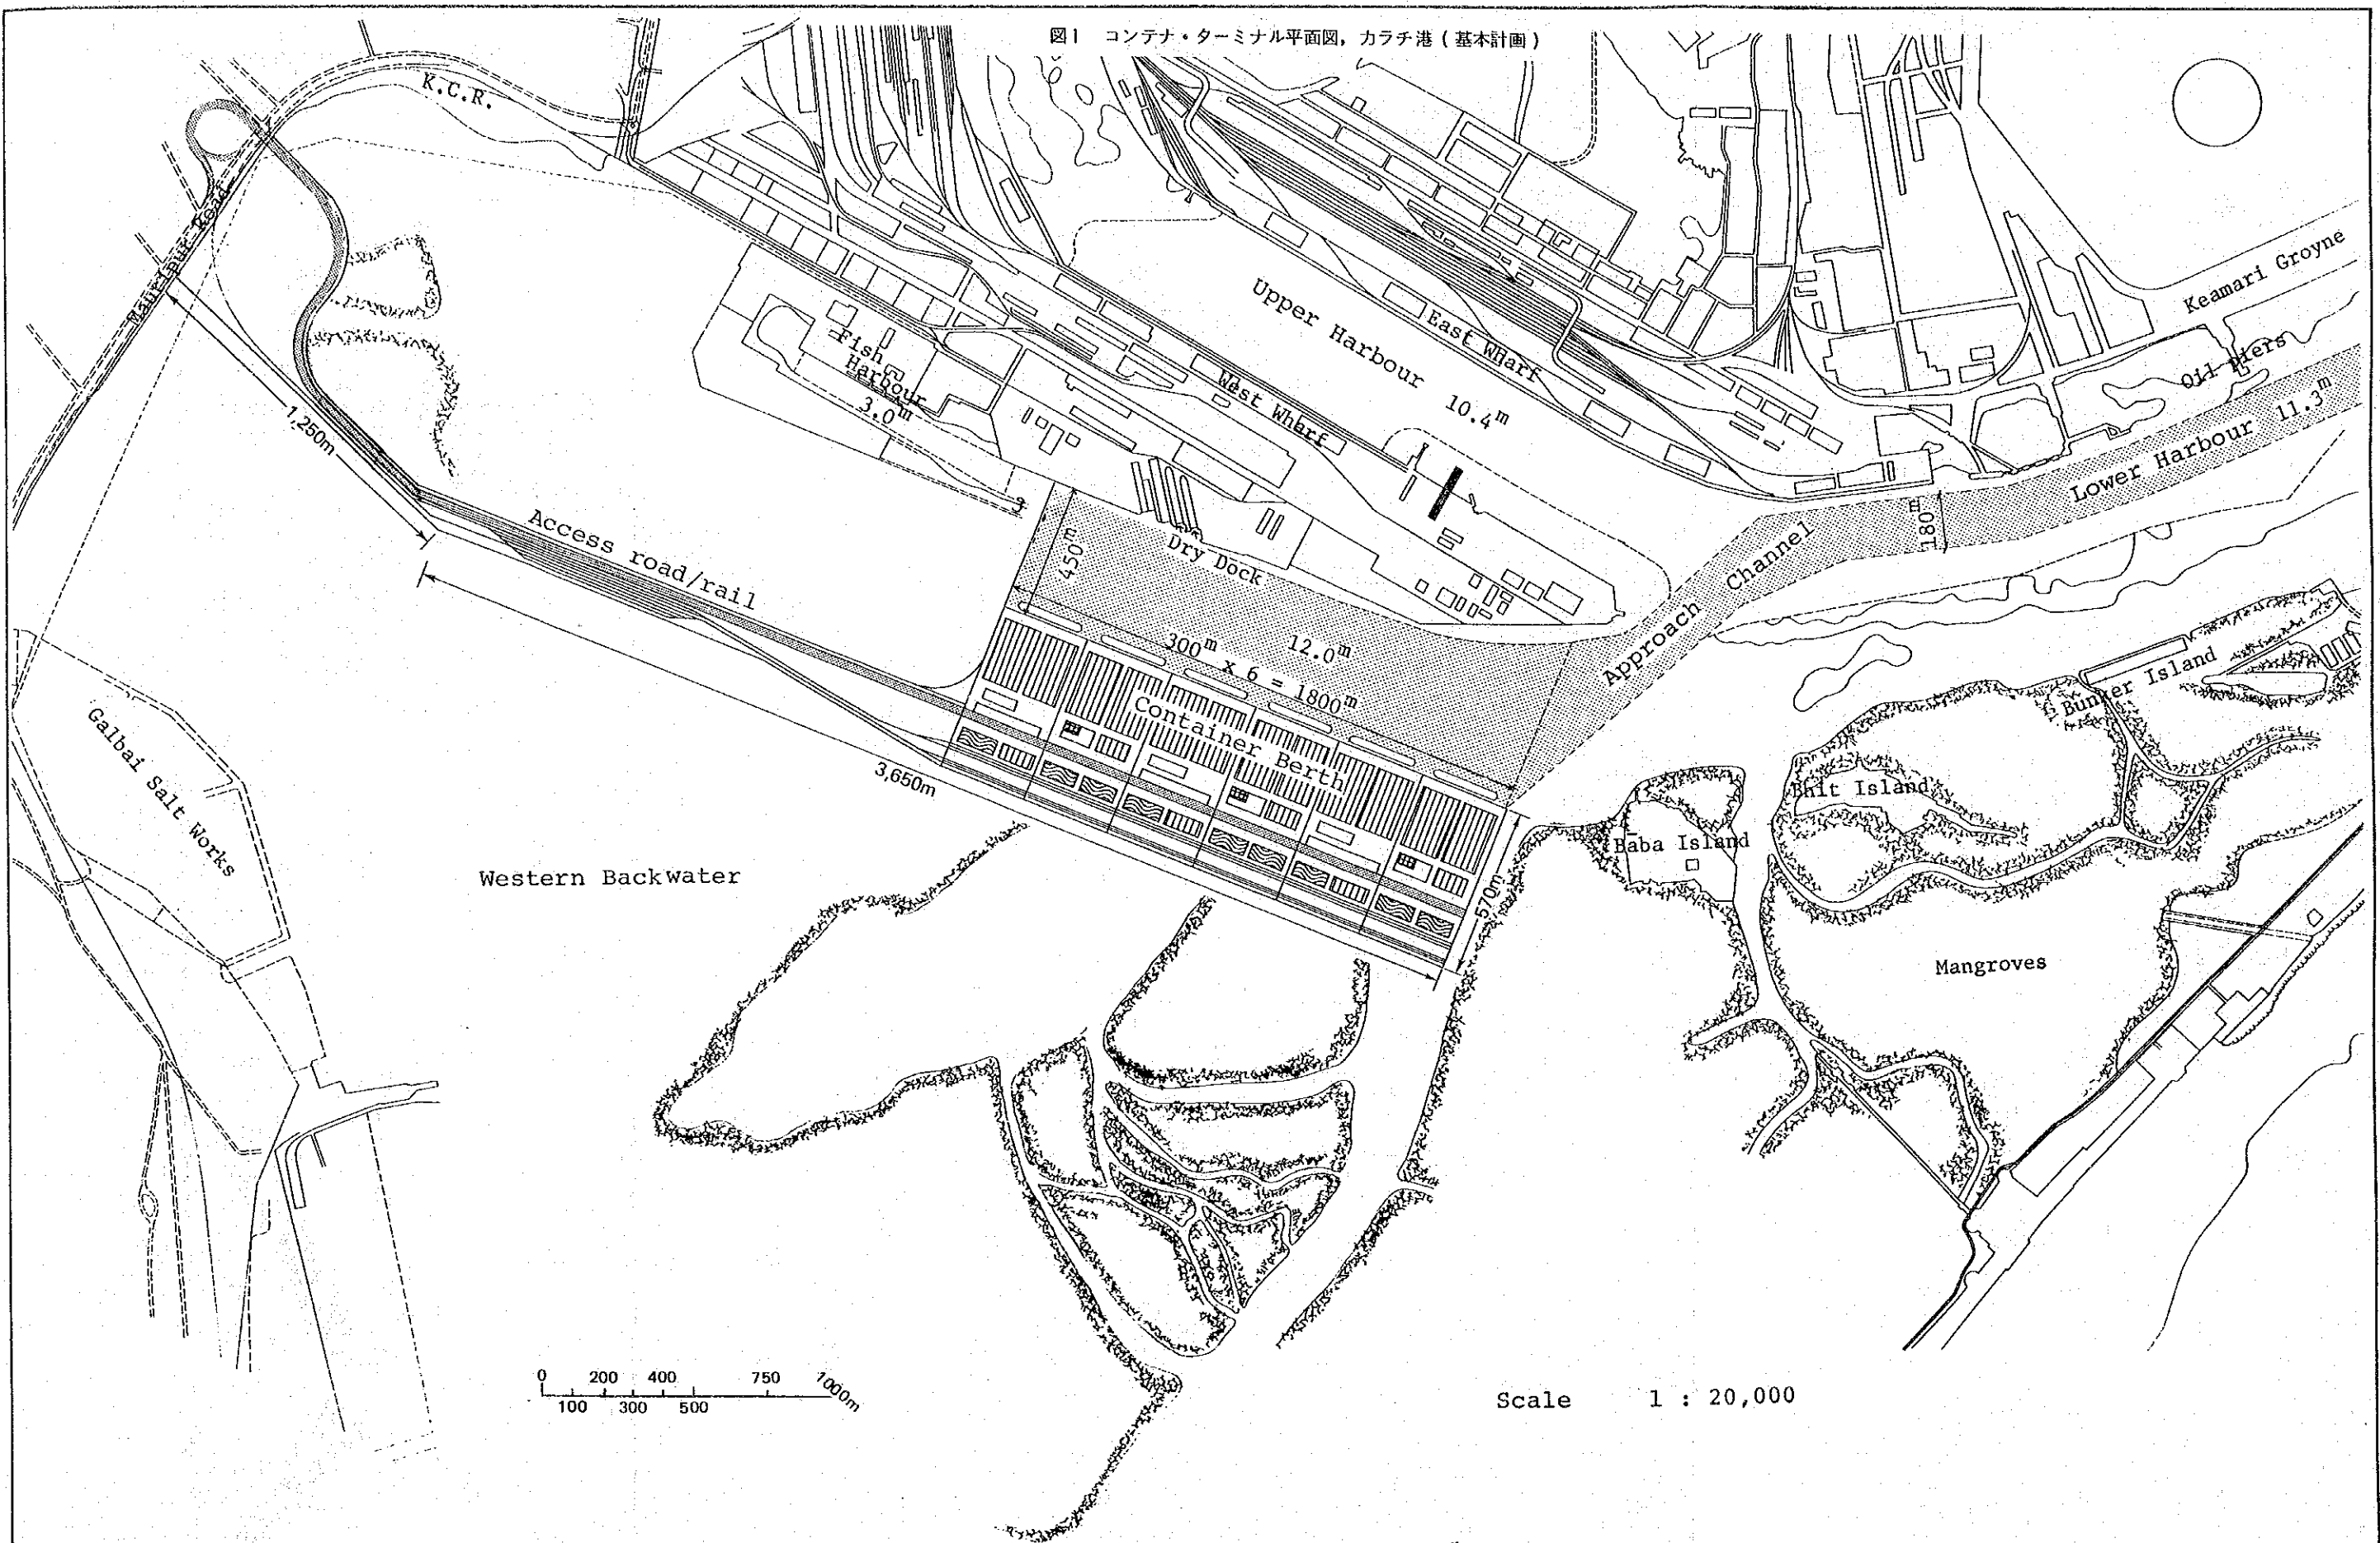 図1 コンテナ・ターミナル平面図，カラチ港（基本計画）
K.C.R.
Mauripur Road
1,250m
Access road/rail
Fish
Harbour
3.0m
West Wharf
Upper Harbour 10.4m
East Wharf
Keamari Groyne
Oil Piers
Lower Harbour 11.3m
180m
Approach Channel
Dry Dock
450m
12.0m
300m x 6 = 1800m
Container Berth
3,650m
570m
Galbai Salt Works
Western Backwater
Bunker Island
Bhit Island
Baba Island
Mangroves
0 200 400 750 1000m
100 300 500
Scale 1 : 20,000